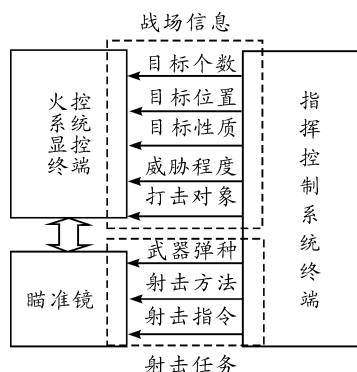 战场信息
目标个数
目标位置
目标性质
威胁程度
打击对象
火控
系统
显控
终端
指挥控制系统终端
武器弹种
射击方法
射击指令
瞄准镜
射击任务